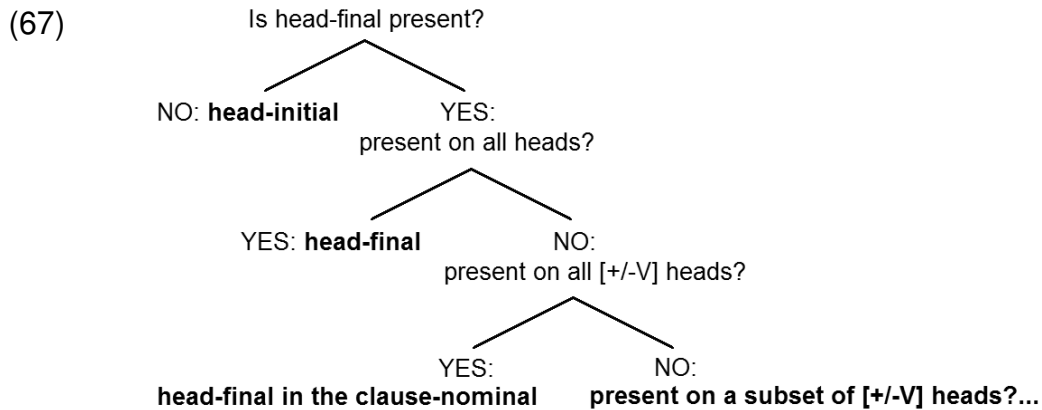 (67)
Is head-final present?
NO: head-initial
YES:
present on all heads?
YES: head-final
NO:
present on all [+/-V] heads?
YES:
head-final in the clause-nominal
NO:
present on a subset of [+/-V] heads?...